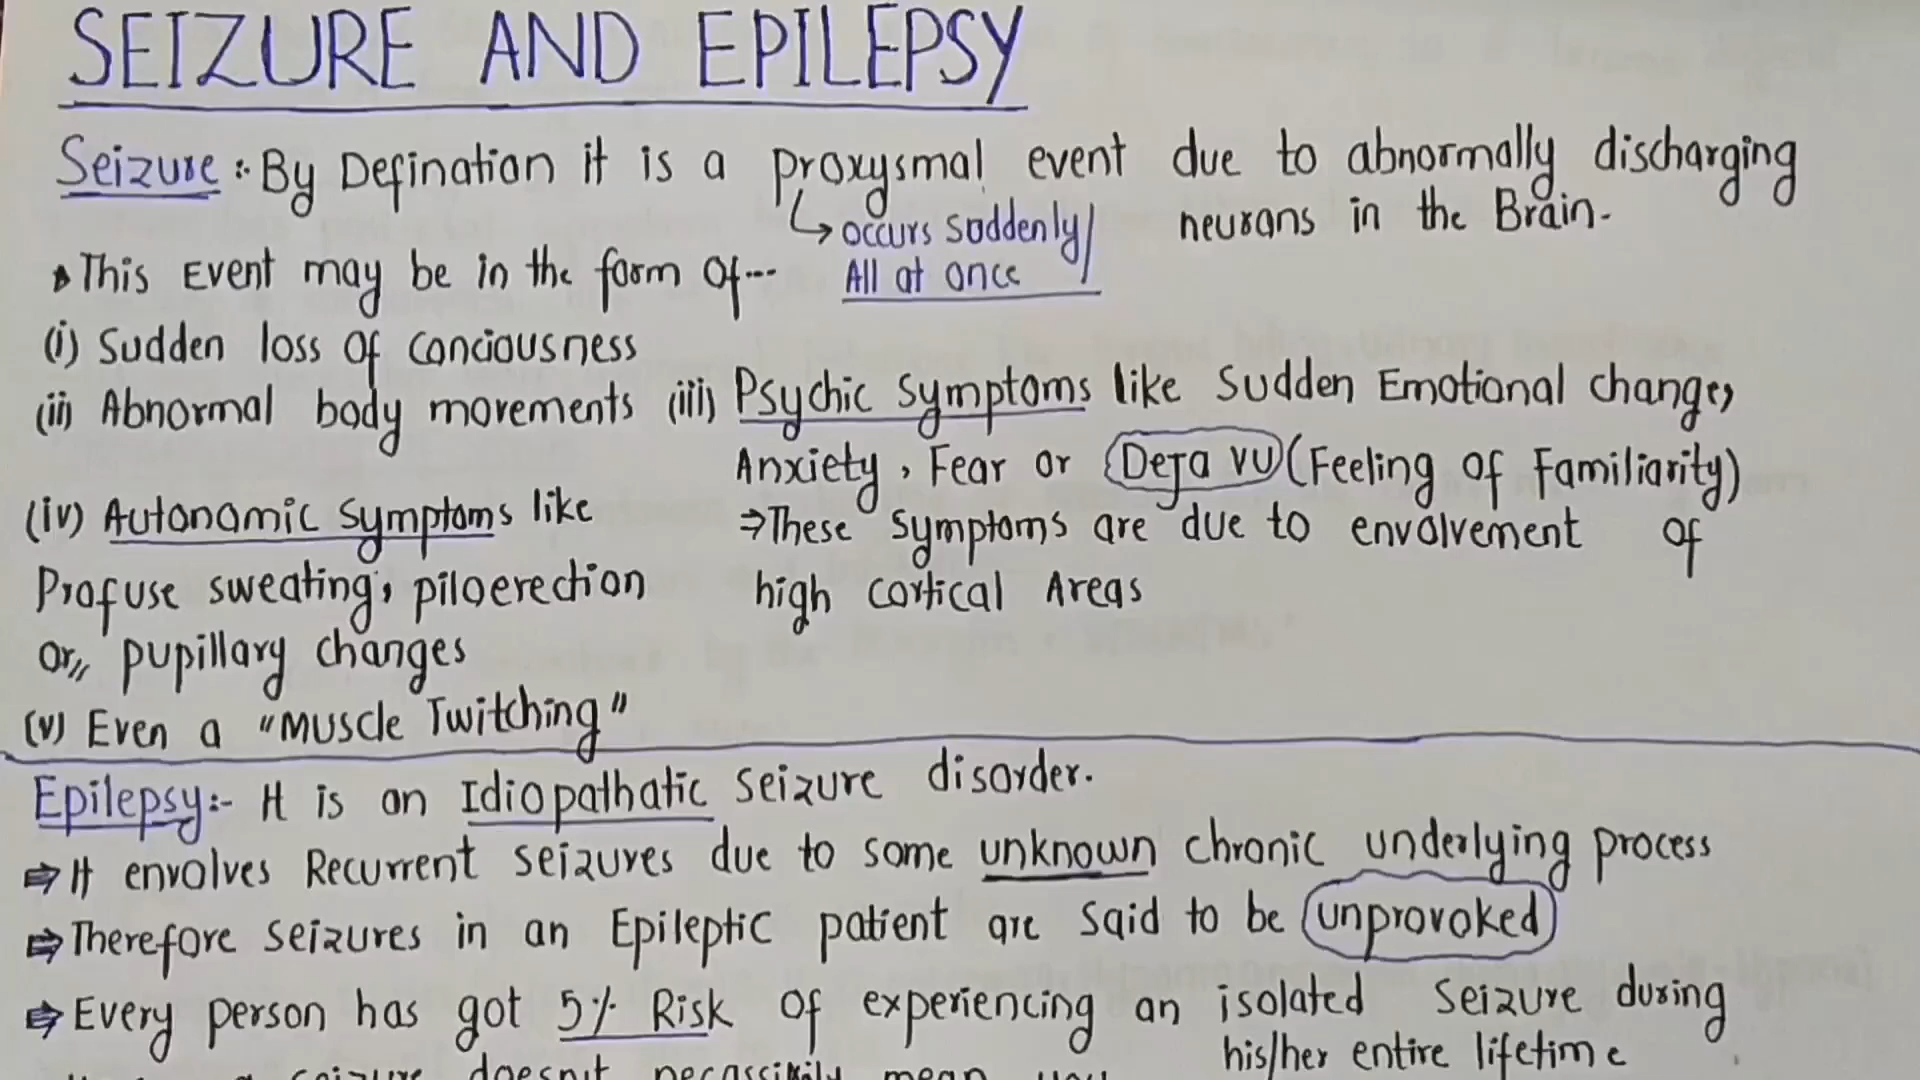 SEIZURE AND EPILEPSY
Seizure :- By Defination it is a proxysmal event due to abnormally discharging
neurons in the Brain.
↳ occurs suddenly/
All at once
This Event may be in the form of---
(i) Sudden loss of conciousness
(ii) Abnormal body movements
(iii) Psychic symptoms like sudden Emotional changes
Anxiety, Fear or Deja vu (Feeling of Familiarity)
⇒ These symptoms are due to envolvement of
high cortical Areas
(iv) Autonomic symptoms like
Profuse sweating, piloerection
or,, pupillary changes
(v) Even a "Muscle Twitching"
Epilepsy:- It is an Idiopathatic seizure disorder.
⇒ It envolves Recurrent seizures due to some unknown chronic underlying process
⇒ Therefore seizures in an Epileptic patient are said to be unprovoked
⇒ Every person has got 5% Risk of experiencing an isolated seizure during
his/her entire lifetime
a seizure doesn't mean you